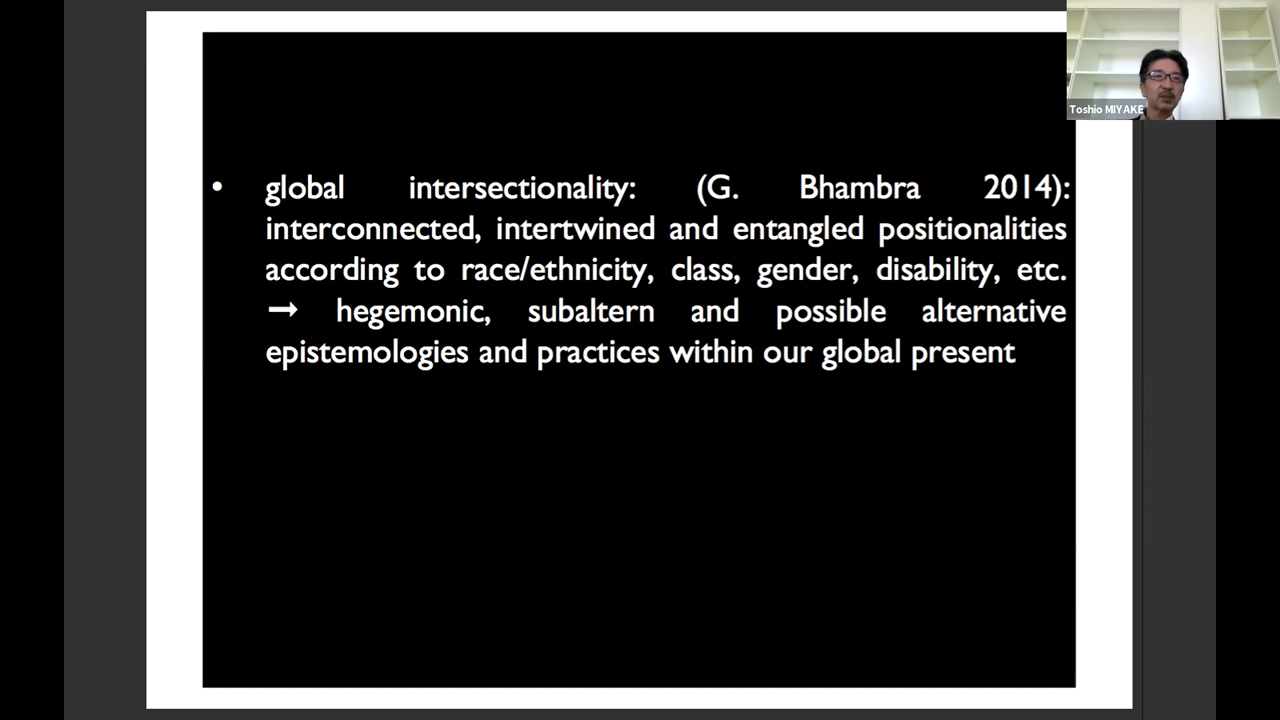 Toshio MIYAKE
• global intersectionality: (G. Bhambra 2014):
interconnected, intertwined and entangled positionalities
according to race/ethnicity, class, gender, disability, etc.
→ hegemonic, subaltern and possible alternative
epistemologies and practices within our global present